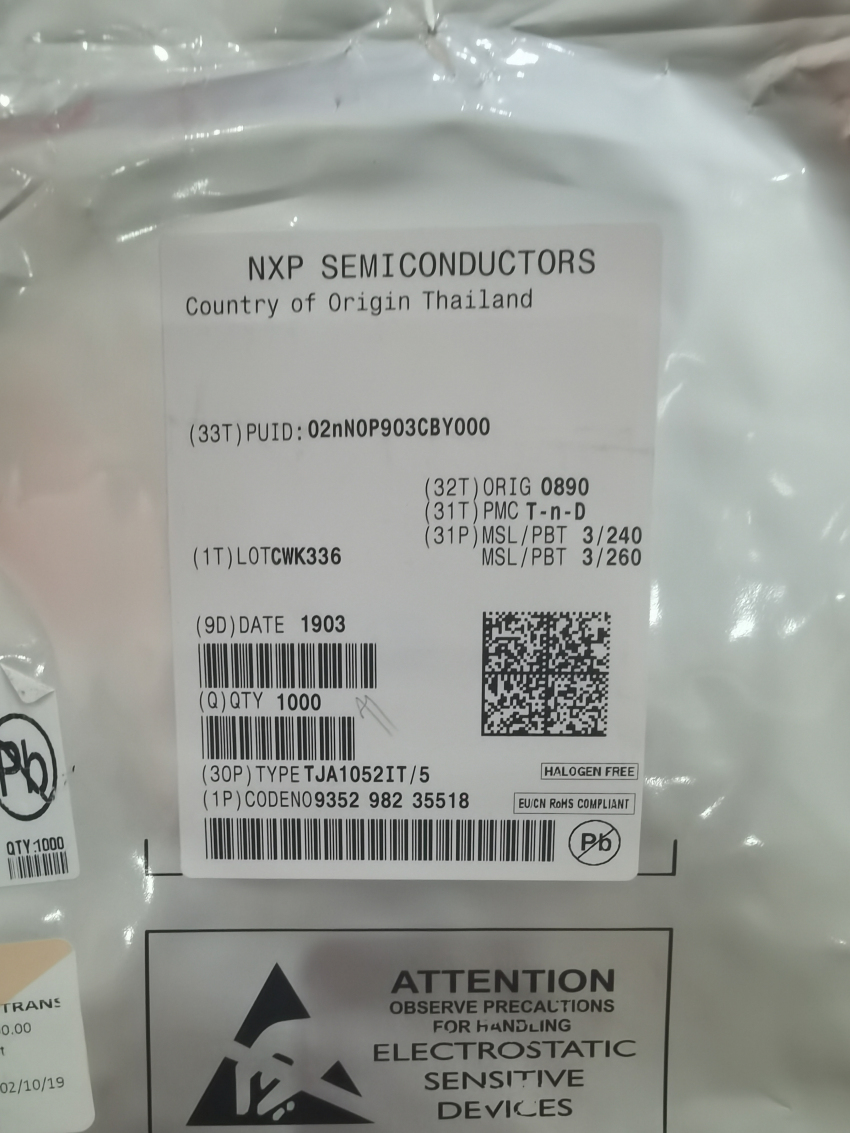 NXP SEMICONDUCTORS
Country of Origin Thailand
(33T)PUID: 02nN0P903CBY000
(32T)ORIG 0890
(31T)PMC T-n-D
(31P)MSL/PBT 3/240
MSL/PBT 3/260
(1T)LOTCWK336
(9D)DATE 1903
(Q)QTY 1000
(30P)TYPE TJA1052IT/5
HALOGEN FREE
(1P)CODENO9352 982 35518
EU/CN RoHS COMPLIANT
Pb
Pb
QTY:1000
ATTENTION
OBSERVE PRECAUTIONS
FOR HANDLING
ELECTROSTATIC
SENSITIVE
DEVICES
TRANS
0.00
02/10/19